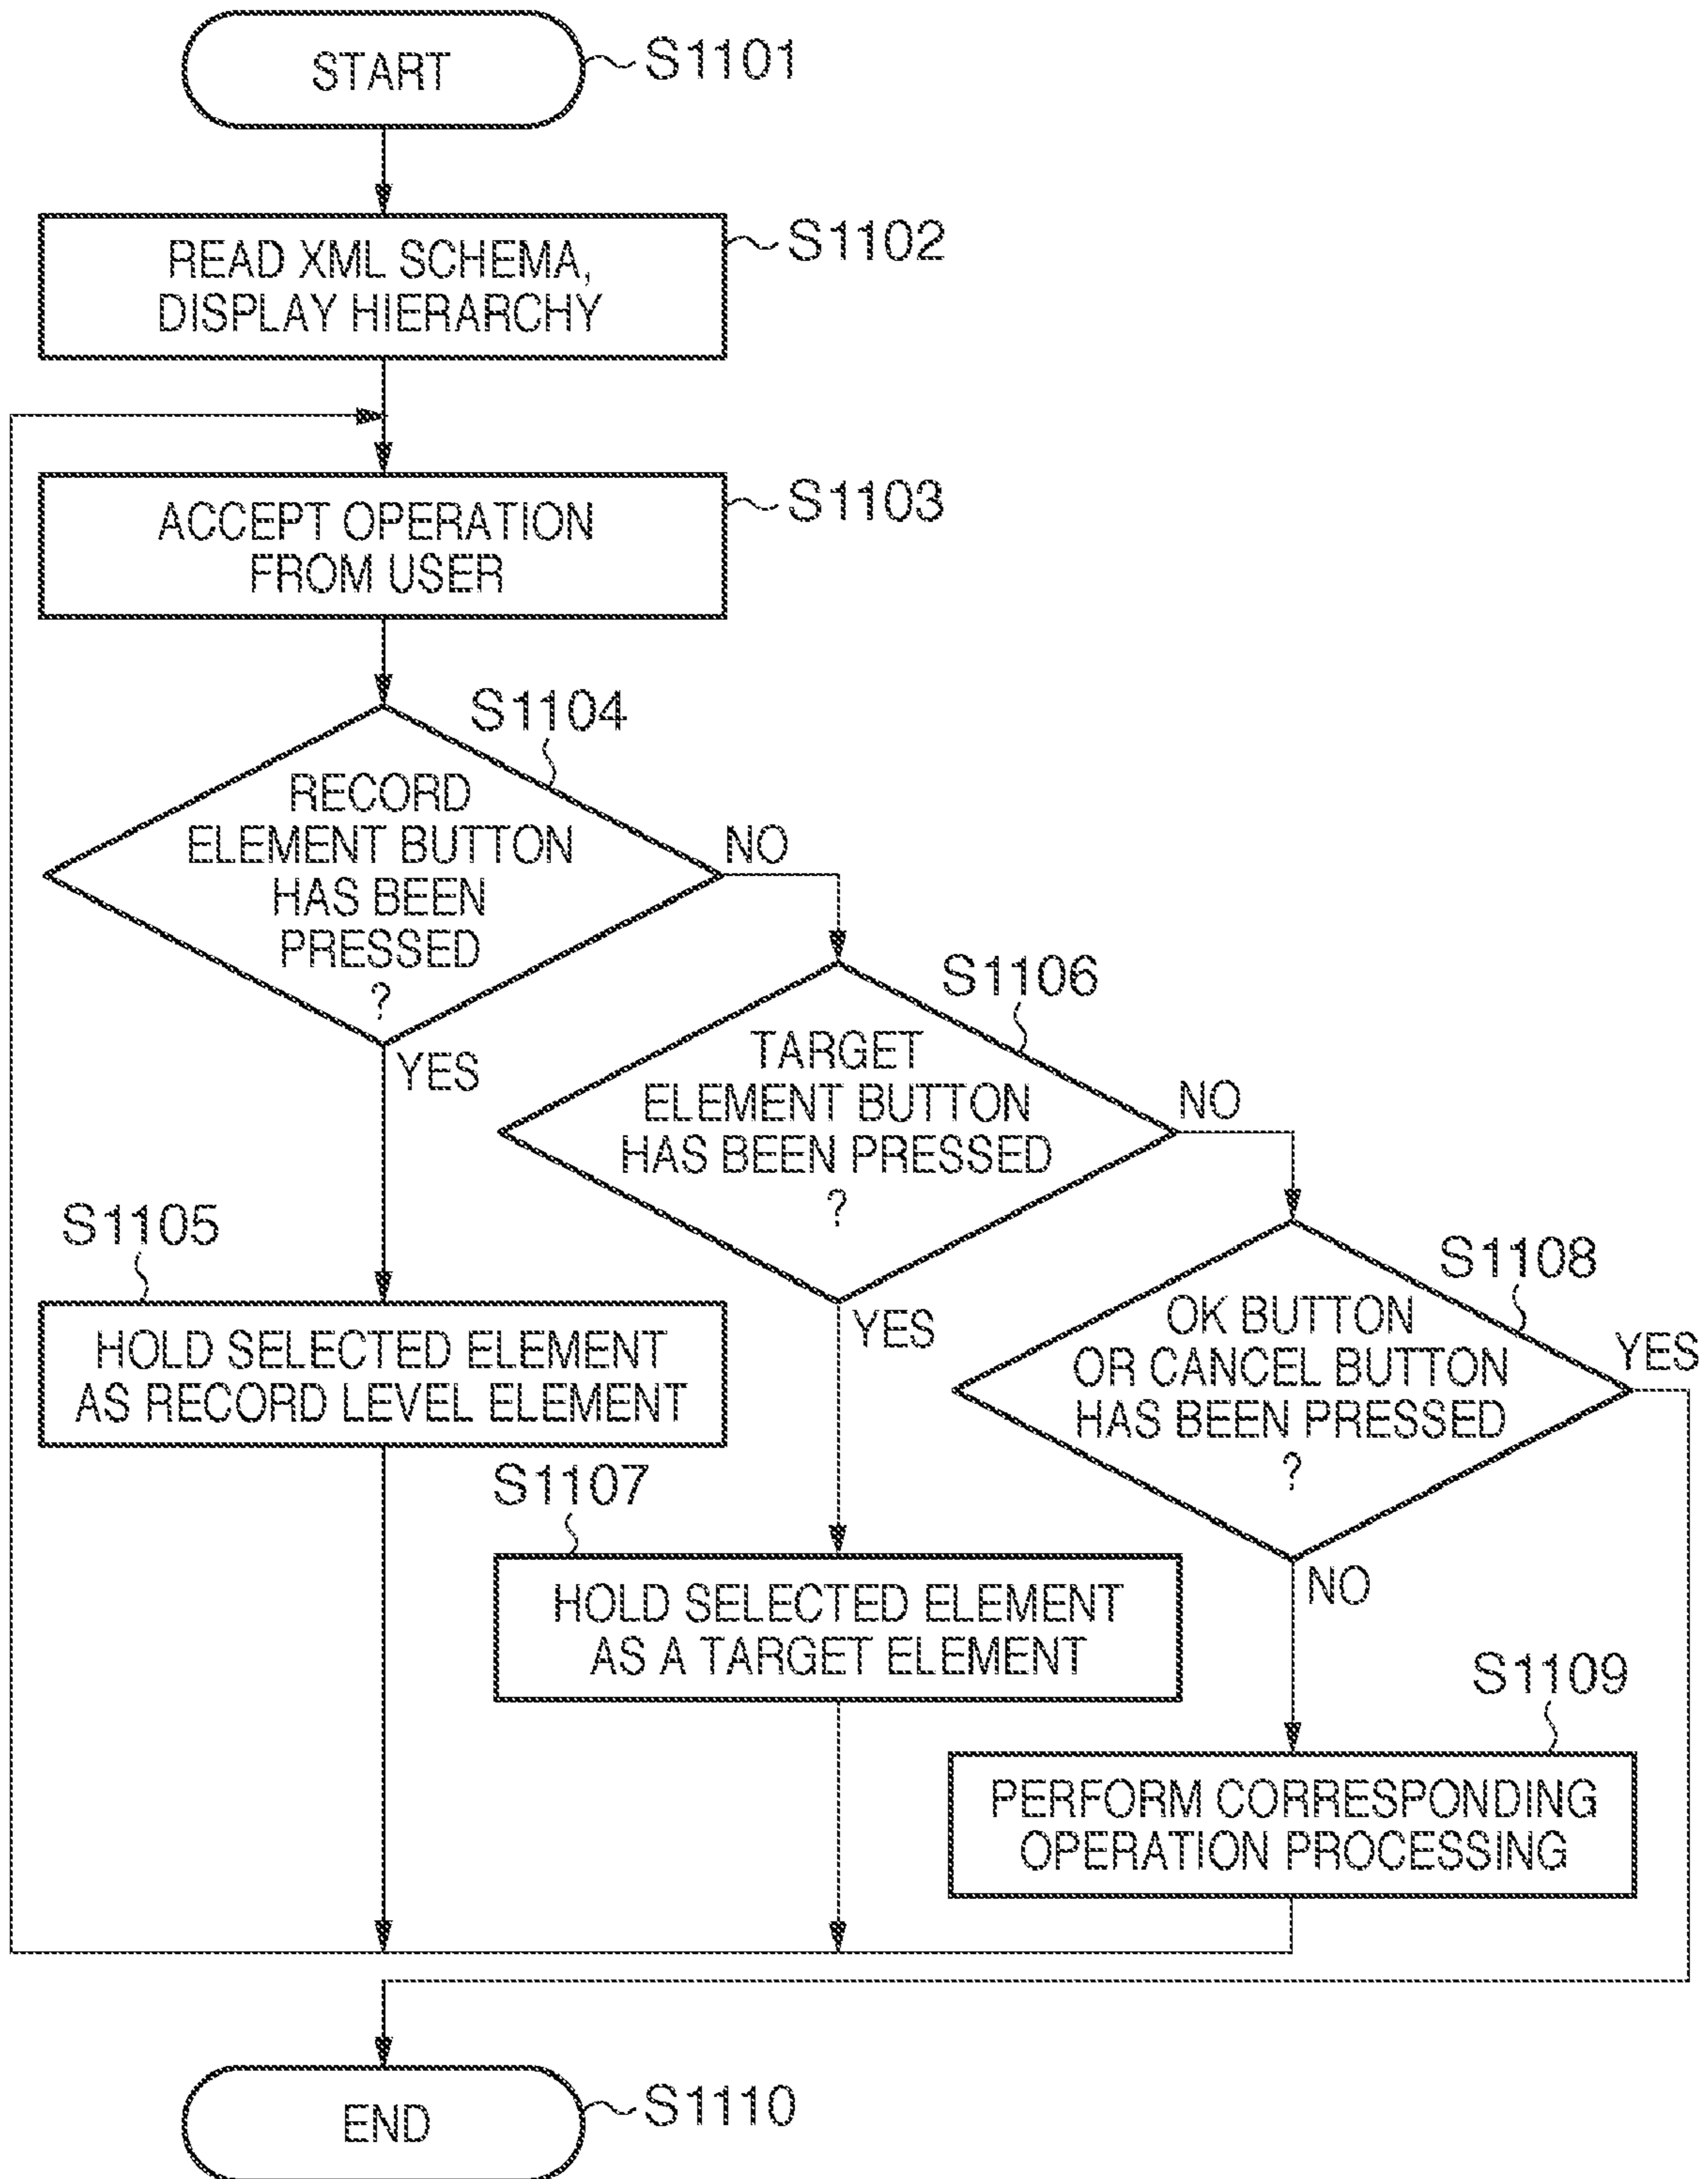 START
S1101
READ XML SCHEMA,
DISPLAY HIERARCHY
S1102
ACCEPT OPERATION
FROM USER
S1103
S1104
RECORD
ELEMENT BUTTON
HAS BEEN
PRESSED
?
NO
YES
S1106
TARGET
ELEMENT BUTTON
HAS BEEN PRESSED
?
NO
YES
S1105
HOLD SELECTED ELEMENT
AS RECORD LEVEL ELEMENT
S1108
OK BUTTON
OR CANCEL BUTTON
HAS BEEN PRESSED
?
YES
NO
S1107
HOLD SELECTED ELEMENT
AS A TARGET ELEMENT
S1109
PERFORM CORRESPONDING
OPERATION PROCESSING
END
S1110